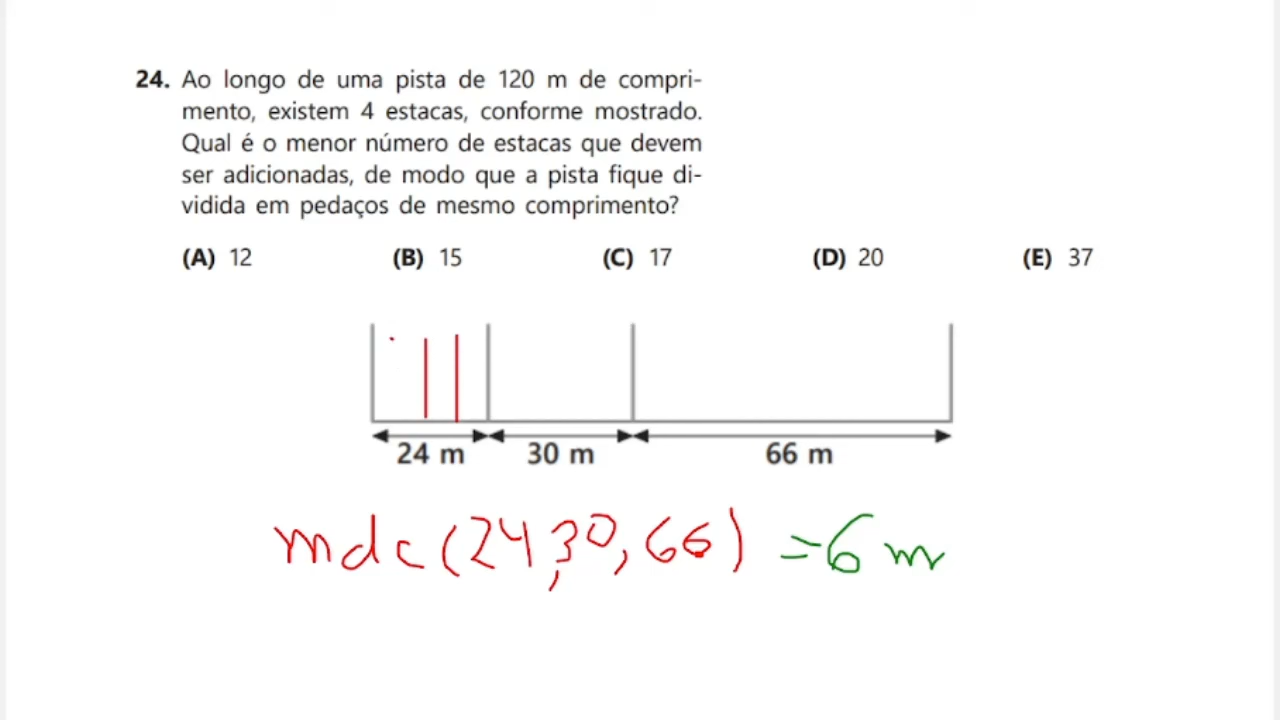 24. Ao longo de uma pista de 120 m de compri-
mento, existem 4 estacas, conforme mostrado.
Qual é o menor número de estacas que devem
ser adicionadas, de modo que a pista fique di-
vidida em pedaços de mesmo comprimento?
(A) 12 (B) 15 (C) 17 (D) 20 (E) 37
24 m 30 m 66 m
mdc(24,30,66) =6 m